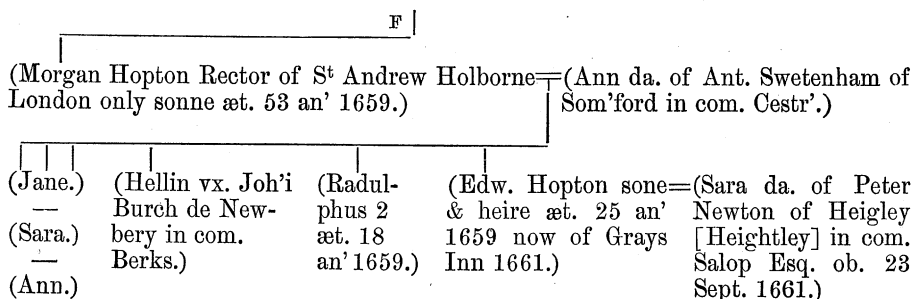 F
(Morgan Hopton Rector of Sᵗ Andrew Holborne=(Ann da. of Ant. Swetenham of
London only sonne æt. 53 an' 1659.) Som'ford in com. Cestr'.)
(Jane.)
—
(Sara.)
—
(Ann.)
(Hellin vx. Joh'i
Burch de New-
bery in com.
Berks.)
(Radul-
phus 2
æt. 18
an' 1659.)
(Edw. Hopton sone=(Sara da. of Peter
& heire æt. 25 an' Newton of Heigley
1659 now of Grays [Heightley] in com.
Inn 1661.) Salop Esq. ob. 23
Sept. 1661.)